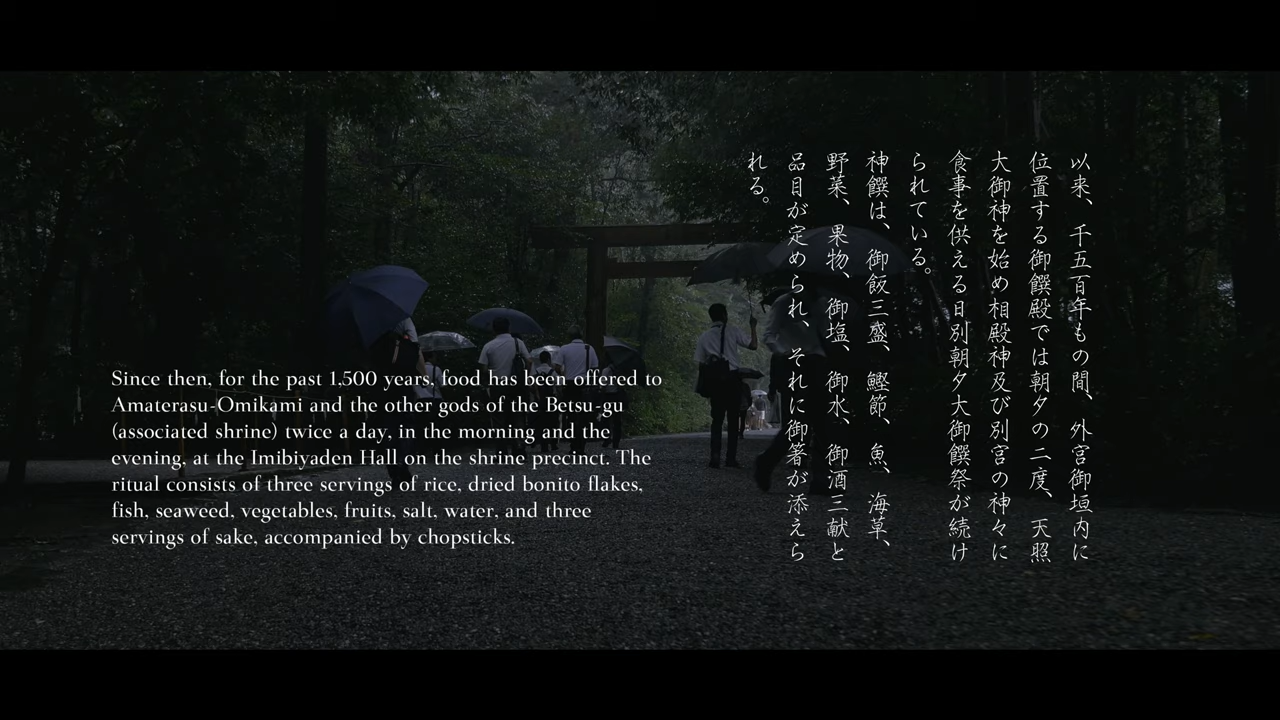 Since then, for the past 1,500 years, food has been offered to
Amaterasu-Omikami and the other gods of the Betsu-gu
(associated shrine) twice a day, in the morning and the
evening, at the Imibiyaden Hall on the shrine precinct. The
ritual consists of three servings of rice, dried bonito flakes,
fish, seaweed, vegetables, fruits, salt, water, and three
servings of sake, accompanied by chopsticks.
以来、千五百年もの間、外宮御垣内に
位置する御饌殿では朝夕の二度、天照
大御神を始め相殿神及び別宮の神々に
食事を供える日別朝夕大御饌祭が続け
られている。
神饌は、御飯三盛、鰹節、魚、海草、
野菜、果物、御塩、御水、御酒三献と
品目が定められ、それに御箸が添えら
れる。